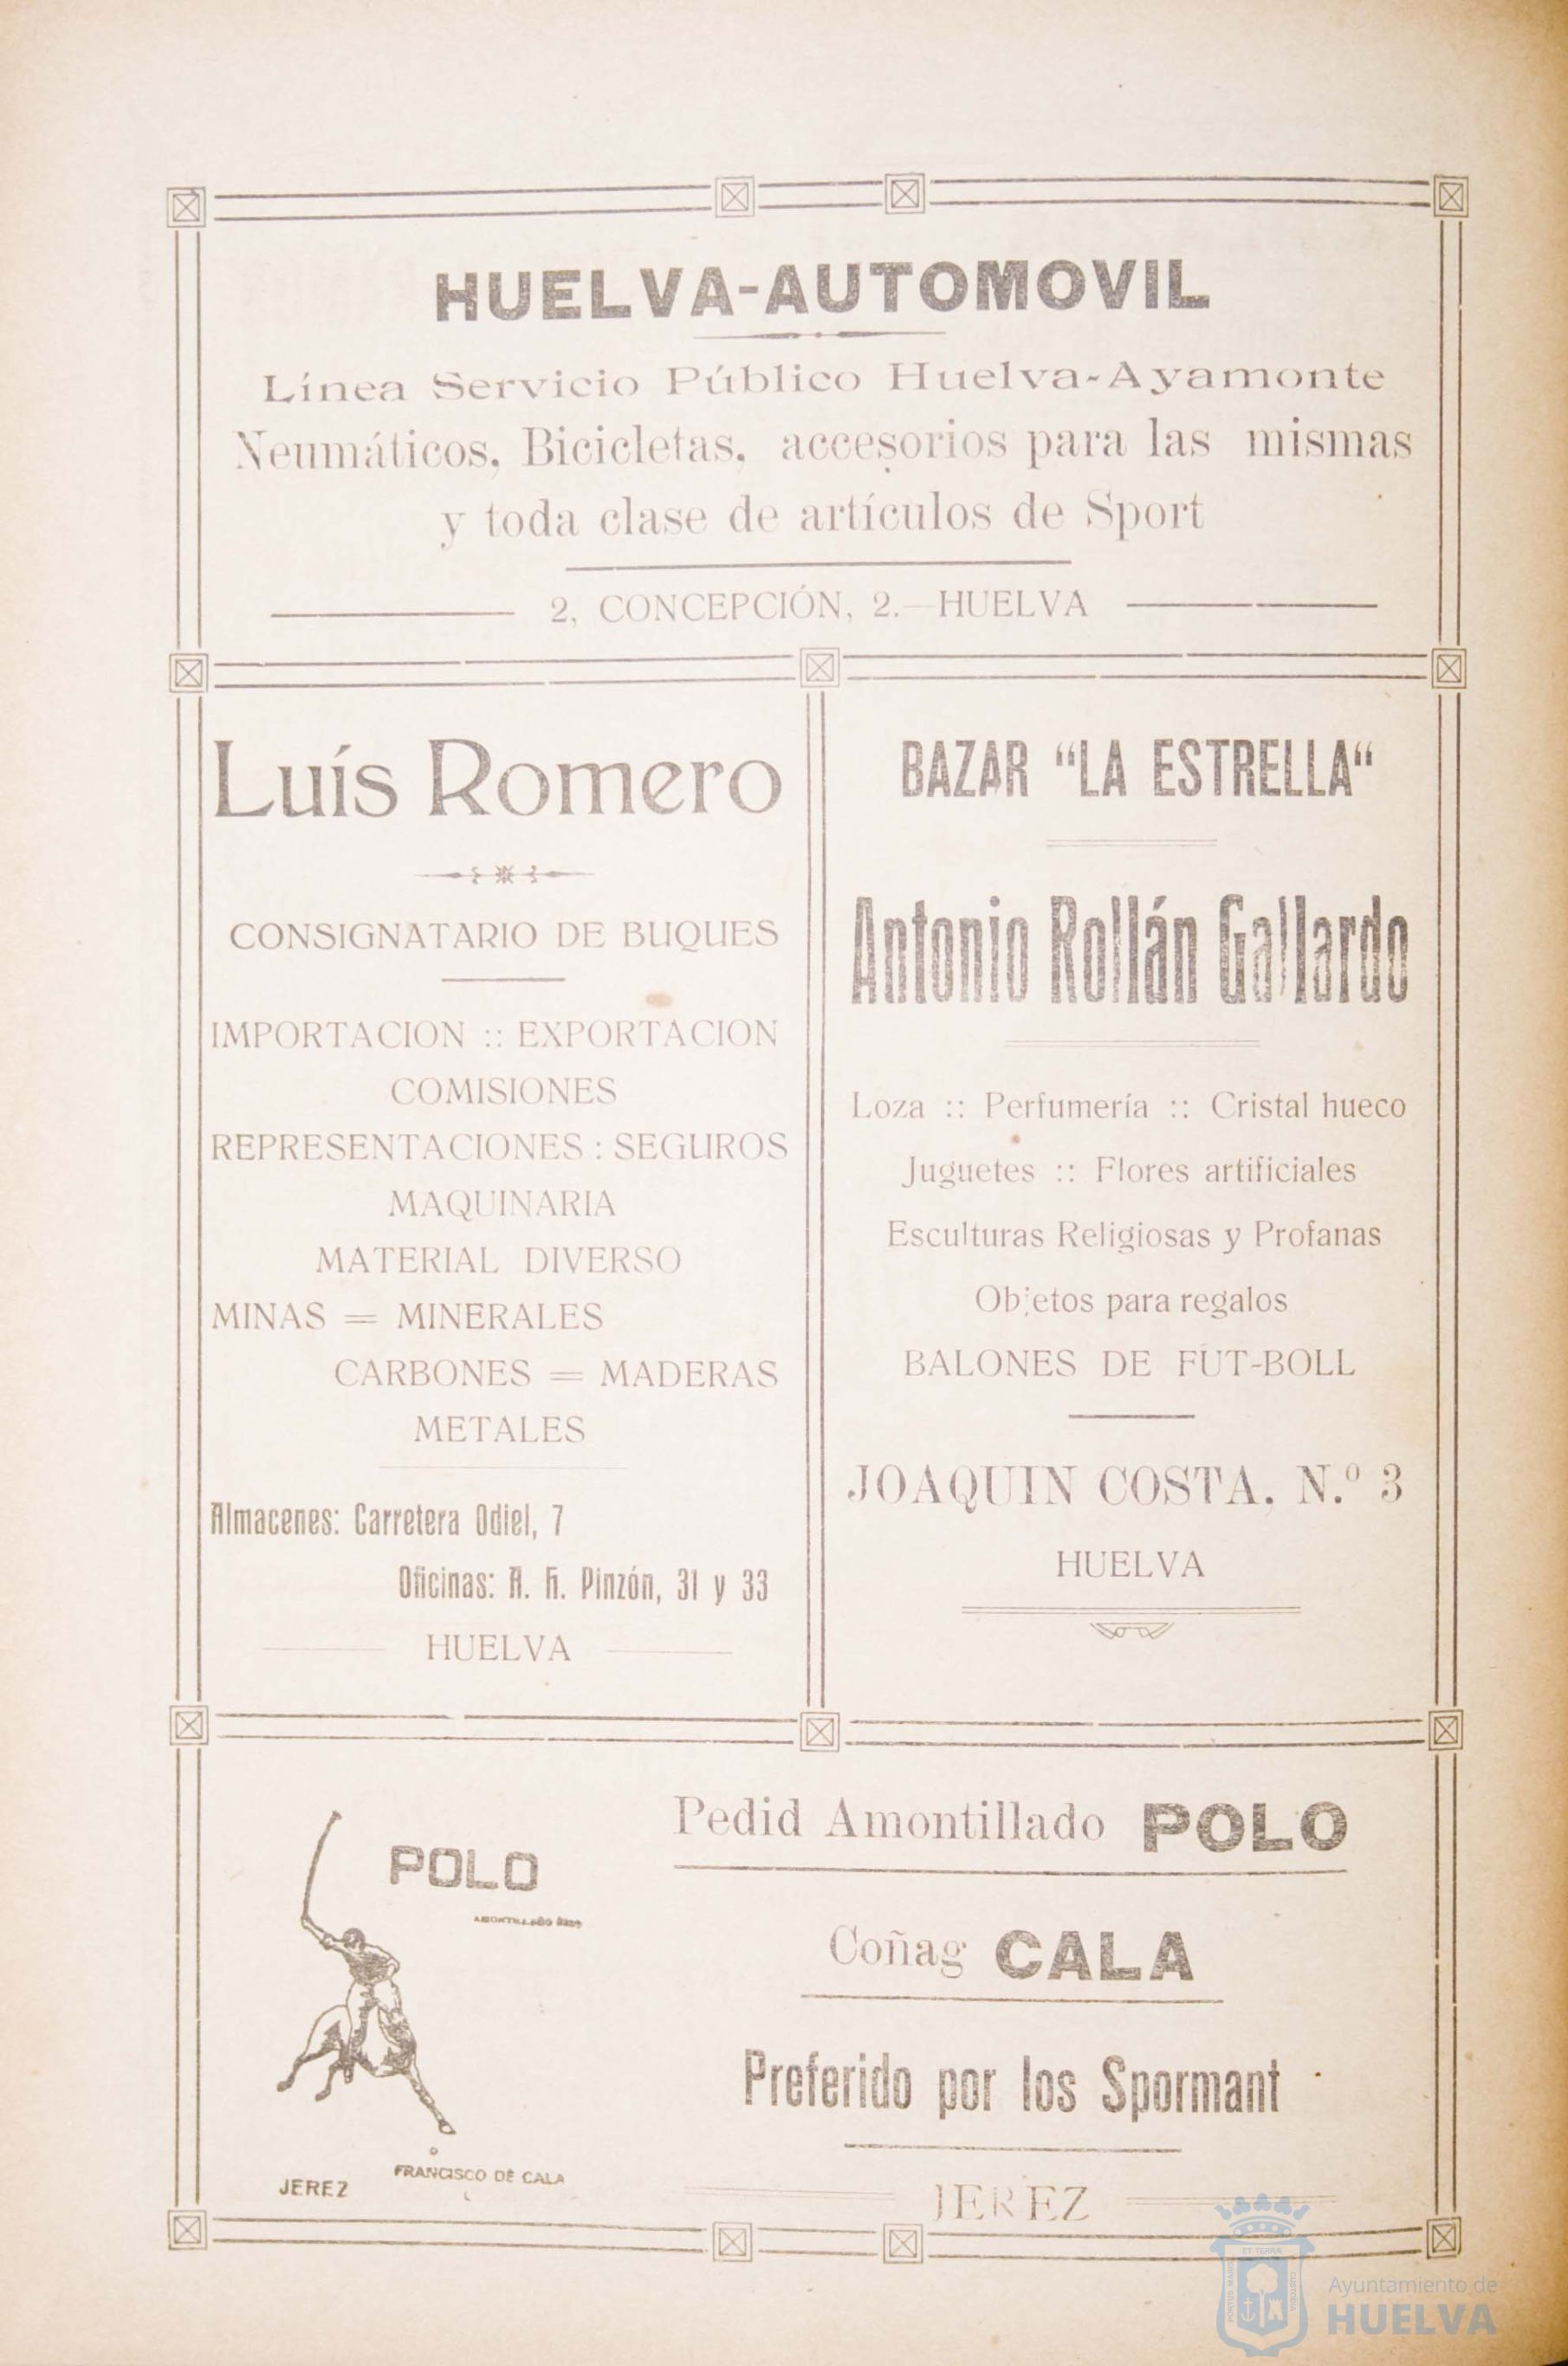 HUELVA-AUTOMOVIL
Línea Servicio Público Huelva-Ayamonte
Neumáticos, Bicicletas, accesorios para las mismas
y toda clase de artículos de Sport
2, CONCEPCIÓN, 2.—HUELVA
Luís Romero
CONSIGNATARIO DE BUQUES
IMPORTACION :: EXPORTACION
COMISIONES
REPRESENTACIONES : SEGUROS
MAQUINARIA
MATERIAL DIVERSO
MINAS = MINERALES
CARBONES = MADERAS
METALES
Almacenes: Carretera Odiel, 7
Oficinas: A. H. Pinzón, 31 y 33
HUELVA
BAZAR “LA ESTRELLA“
Antonio Rollán Gallardo
Loza :: Perfumería :: Cristal hueco
Juguetes :: Flores artificiales
Esculturas Religiosas y Profanas
Objetos para regalos
BALONES DE FUT-BOLL
JOAQUIN COSTA, N.º 3
HUELVA
POLO
AMONTILLADO
FRANCISCO DE CALA
JEREZ
Pedid Amontillado POLO
Coñag CALA
Preferido por los Spormant
JEREZ
Ayuntamiento de
HUELVA